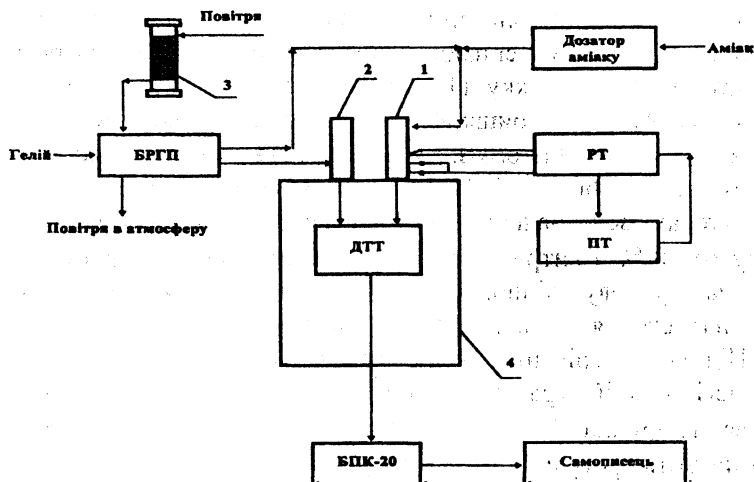 Повітря
Дозатор
аміаку
Аміак
3
2
1
Гелій
БРГП
РТ
Повітря в атмосферу
ДТТ
ПТ
4
БПК-20
Самописець